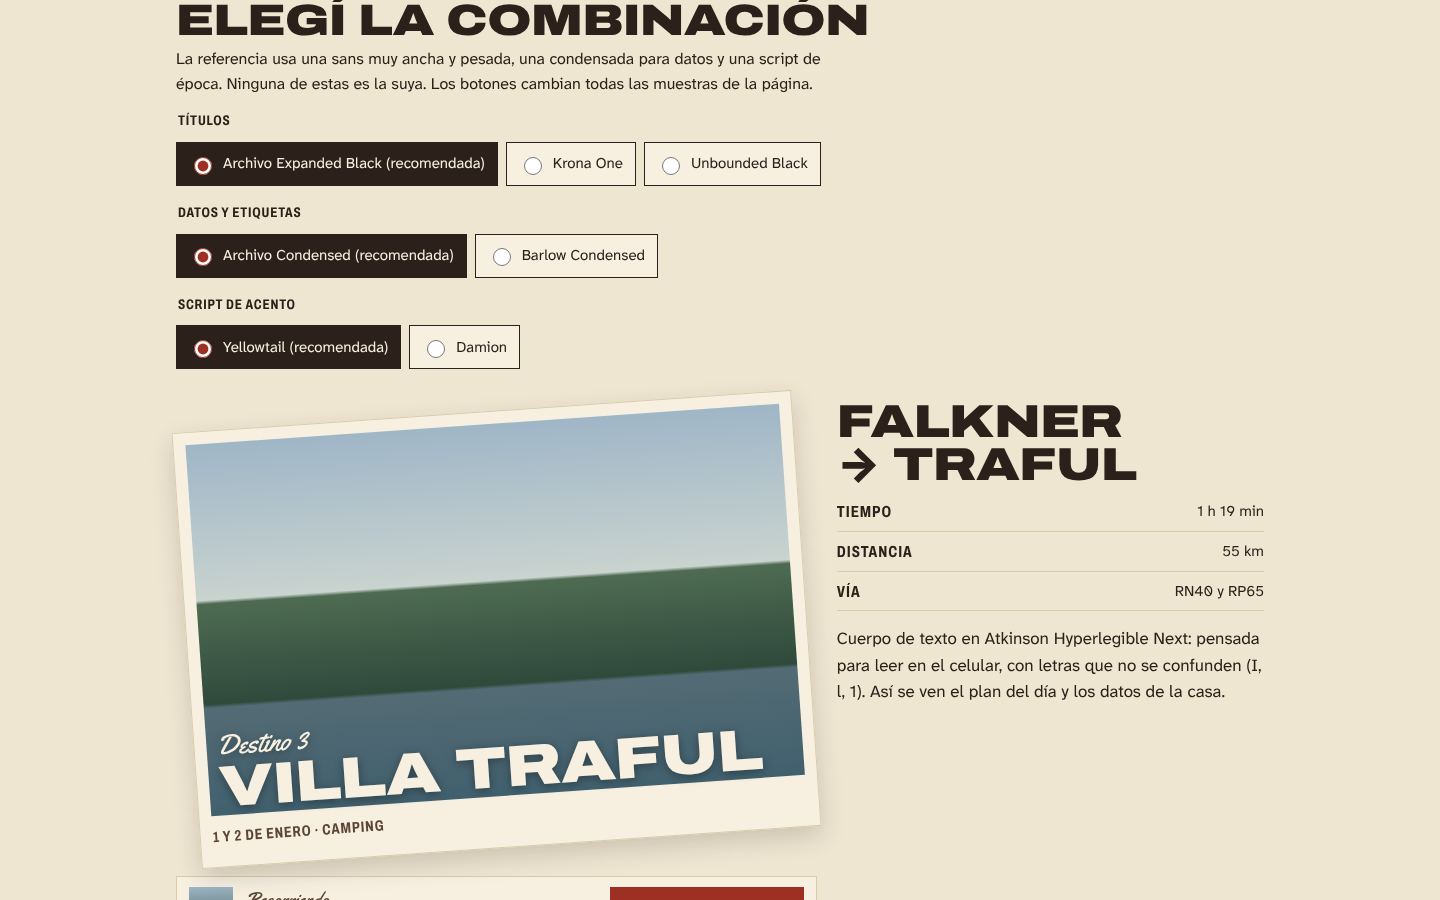 ELEGÍ LA COMBINACIÓN
La referencia usa una sans muy ancha y pesada, una condensada para datos y una script de
época. Ninguna de estas es la suya. Los botones cambian todas las muestras de la página.
TÍTULOS
Archivo Expanded Black (recomendada)
Krona One
Unbounded Black
DATOS Y ETIQUETAS
Archivo Condensed (recomendada)
Barlow Condensed
SCRIPT DE ACENTO
Yellowtail (recomendada)
Damion
Destino 3
VILLA TRAFUL
1 Y 2 DE ENERO · CAMPING
FALKNER
→ TRAFUL
TIEMPO 1 h 19 min
DISTANCIA 55 km
VÍA RN40 y RP65
Cuerpo de texto en Atkinson Hyperlegible Next: pensada
para leer en el celular, con letras que no se confunden (I,
l, 1). Así se ven el plan del día y los datos de la casa.